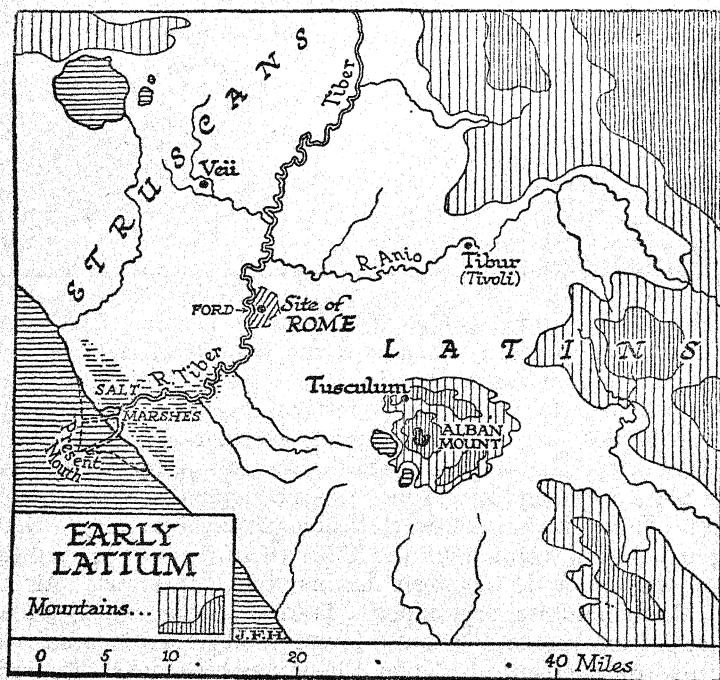 ETRUSCANS
Tiber
Veii
R. Anio
Tibur
(Tivoli)
FORD
Site of
ROME
LATINS
R. Tiber
SALT
MARSHES
Present
Mouth
Tusculum
ALBAN
MOUNT
EARLY
LATIUM
Mountains...
J.F.H.
0 5 10 20 40 Miles